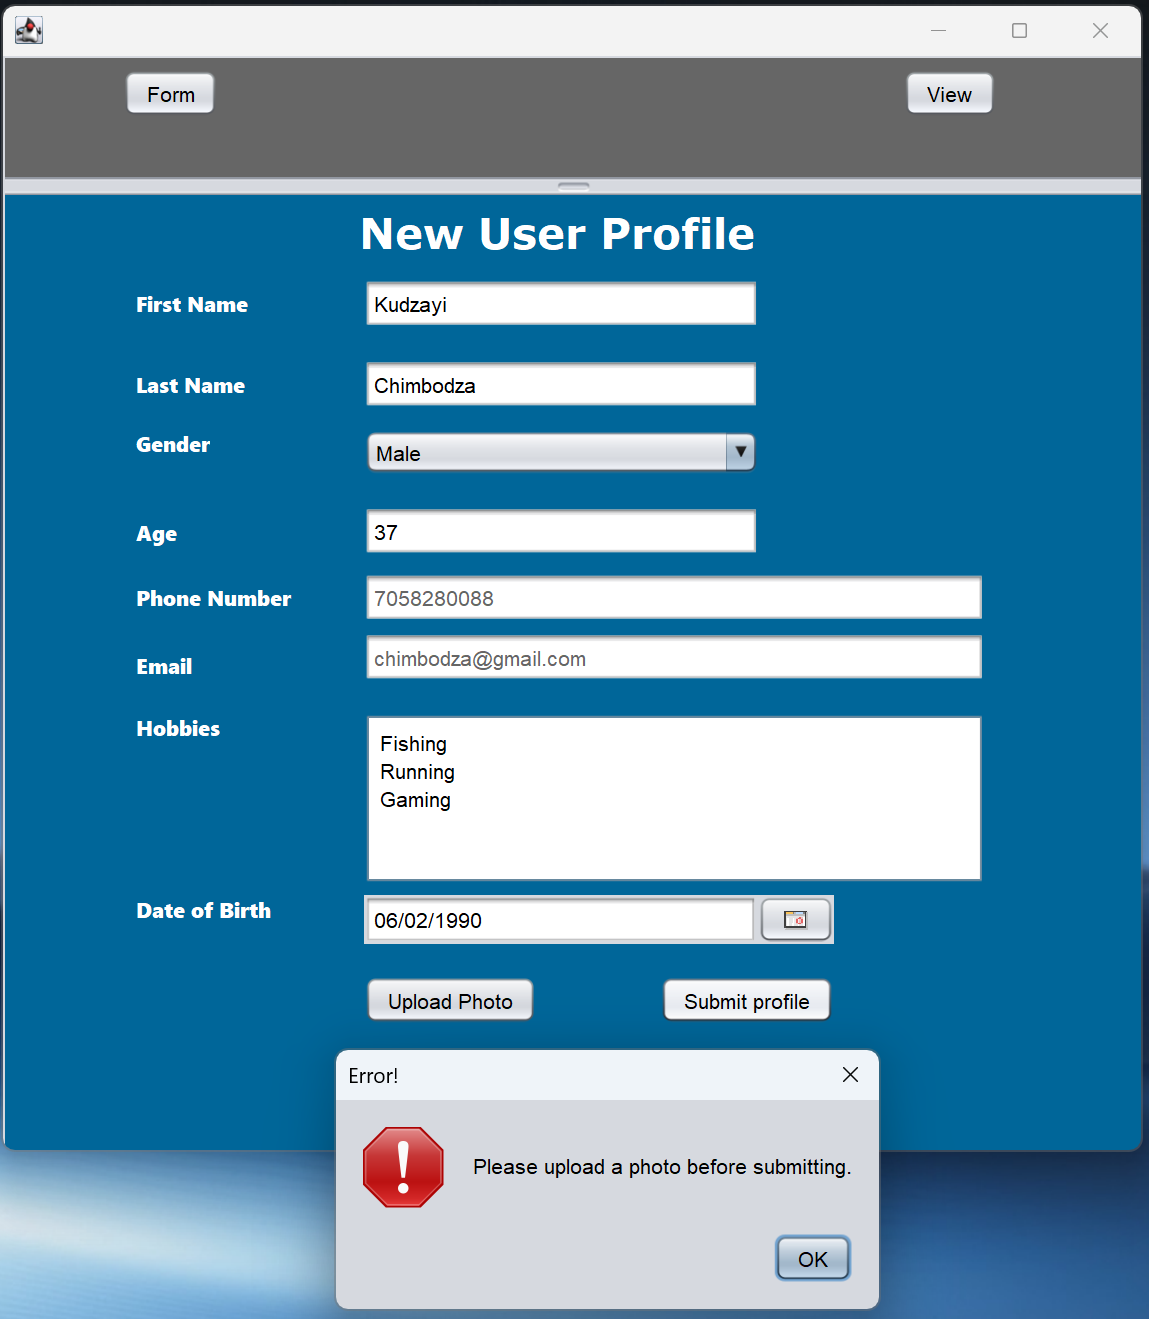 Form
View
New User Profile
First Name
Kudzayi
Last Name
Chimbodza
Gender
Male
Age
37
Phone Number
7058280088
Email
chimbodza@gmail.com
Hobbies
Fishing
Running
Gaming
Date of Birth
06/02/1990
Upload Photo
Submit profile
Error!
Please upload a photo before submitting.
OK